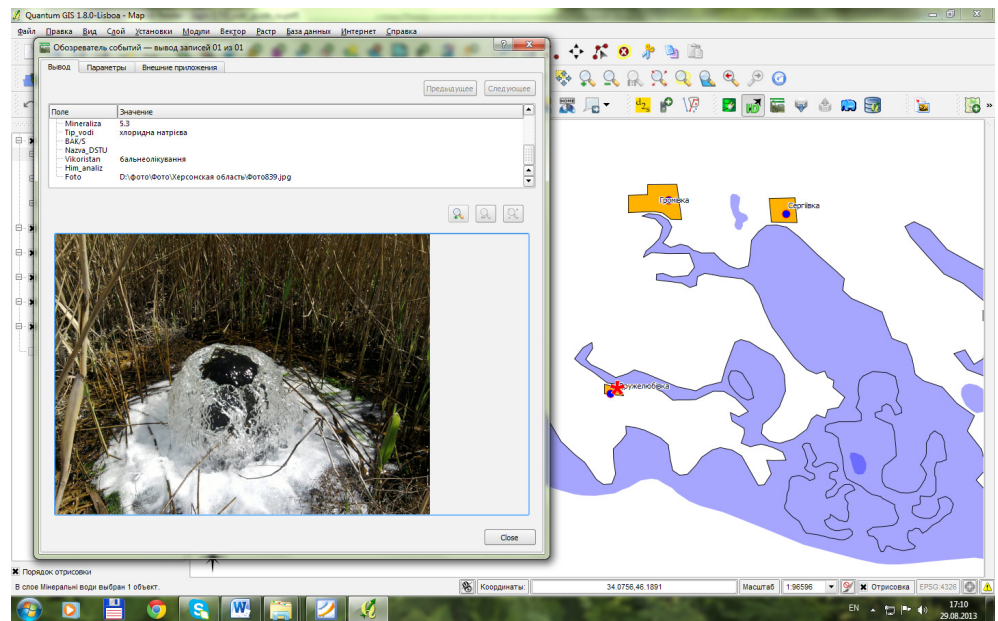 Quantum GIS 1.8.0-Lisboa - Map
Файл Правка Вид Слой Установки Модули Вектор Растр База данных Интернет Справка
Обозреватель событий — вывод записей 01 из 01
Вывод Параметры Внешние приложения
Предыдущее Следующее
Поле Значение
Mineraliza 5.3
Tip_vodi хлоридна натрієва
BAK/S
Nazva_DSTU
Vikoristan бальнеолікування
Him_analiz
Foto D:\фото\Фото\Херсонская область\Фото839.jpg
Громівка
Сергіївка
Дружелюбівка
Close
Порядок отрисовки
В слое Мінеральні води выбран 1 объект.
Координаты: 34.0756,46.1891 Масштаб 1:96596 Отрисовка EPSG:4326
EN 17:10
29.08.2013